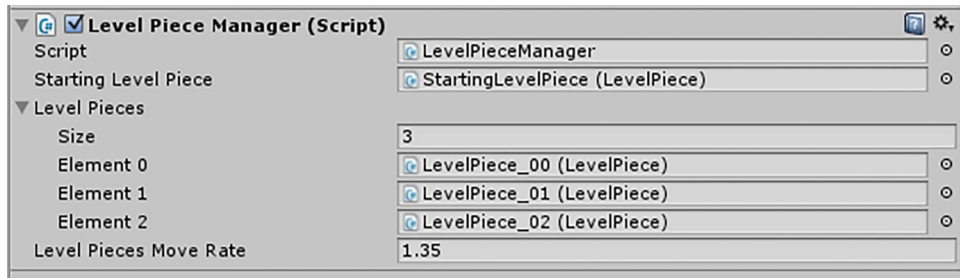 Level Piece Manager (Script)
Script LevelPieceManager
Starting Level Piece StartingLevelPiece (LevelPiece)
Level Pieces
Size 3
Element 0 LevelPiece_00 (LevelPiece)
Element 1 LevelPiece_01 (LevelPiece)
Element 2 LevelPiece_02 (LevelPiece)
Level Pieces Move Rate 1.35